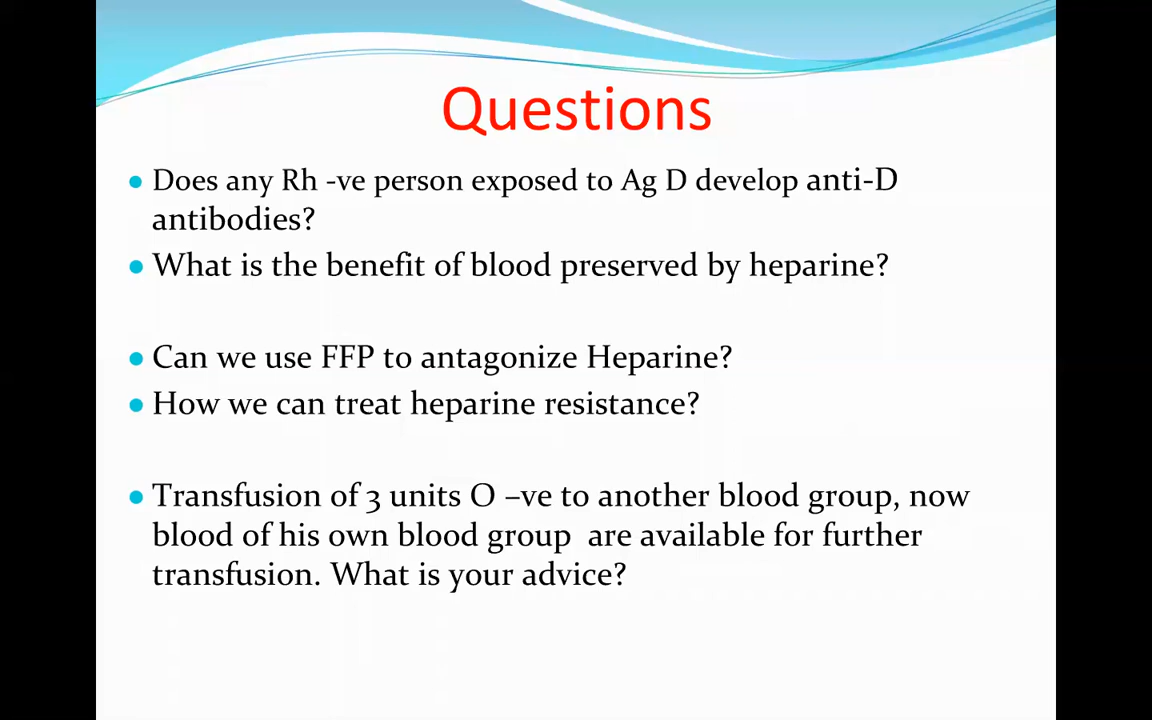 Questions
Does any Rh -ve person exposed to Ag D develop anti-D
antibodies?
What is the benefit of blood preserved by heparine?
Can we use FFP to antagonize Heparine?
How we can treat heparine resistance?
Transfusion of 3 units O –ve to another blood group, now
blood of his own blood group are available for further
transfusion. What is your advice?